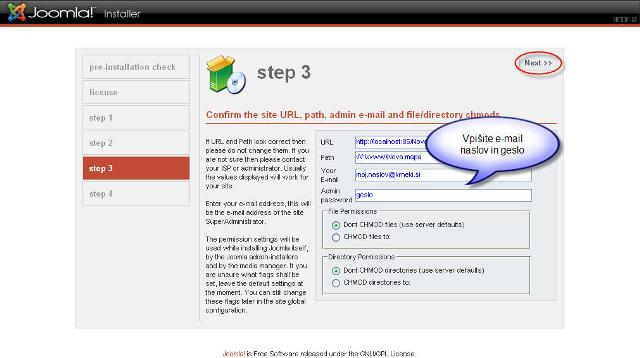 Joomla! Installer
version 1.0
pre-installation check
license
step 1
step 2
step 3
step 4
step 3
Next >>
Confirm the site URL, path, admin e-mail and file/directory chmods
If URL and Path look correct then
please do not change them. If you
are not sure then please contact
your ISP or administrator. Usually
the values displayed will work for
your site.
Enter your e-mail address, this will
be the e-mail address of the site
SuperAdministrator.
The permission settings will be
used while installing Joomla itself,
by the Joomla addon-installers
and by the media manager. If you
are unsure what flags shall be
set, leave the default settings at
the moment. You can still change
these flags later in the site global
configuration.
URL http://localhost:85/Nova
Path
Your
E-mail moj.naslov@kmeki.si
Admin
password geslo
Vpišite e-mail
naslov in geslo
File Permissions
Dont CHMOD files (use server defaults)
CHMOD files to:
Directory Permissions
Dont CHMOD directories (use server defaults)
CHMOD directories to:
Joomla! is Free Software released under the GNU/GPL License.